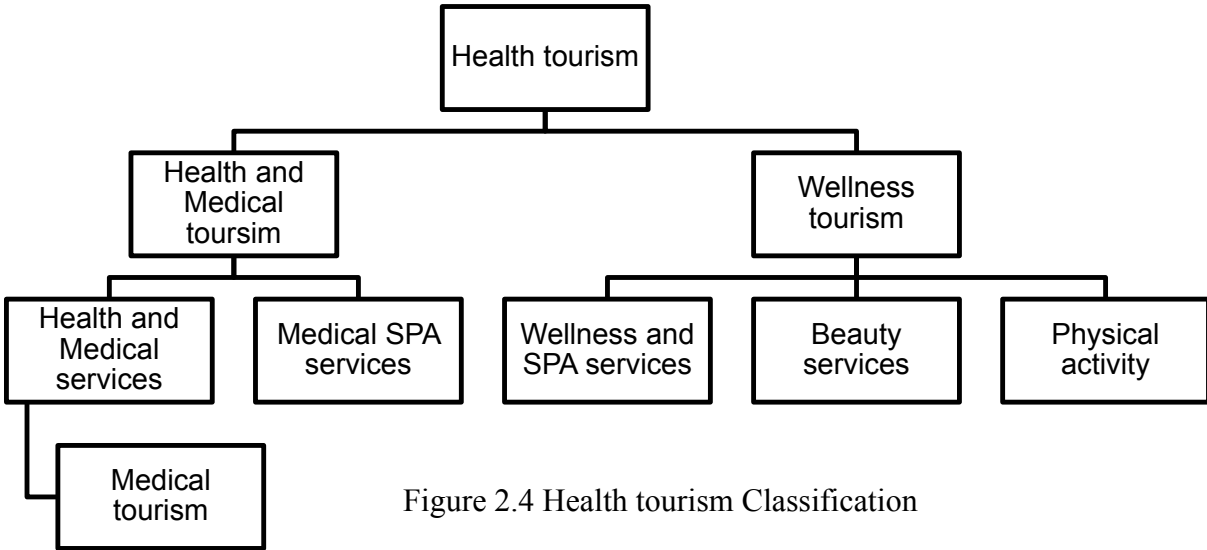 Health tourism
Health and
Medical
toursim
Wellness
tourism
Health and
Medical
services
Medical SPA
services
Wellness and
SPA services
Beauty
services
Physical
activity
Medical
tourism
Figure 2.4 Health tourism Classification